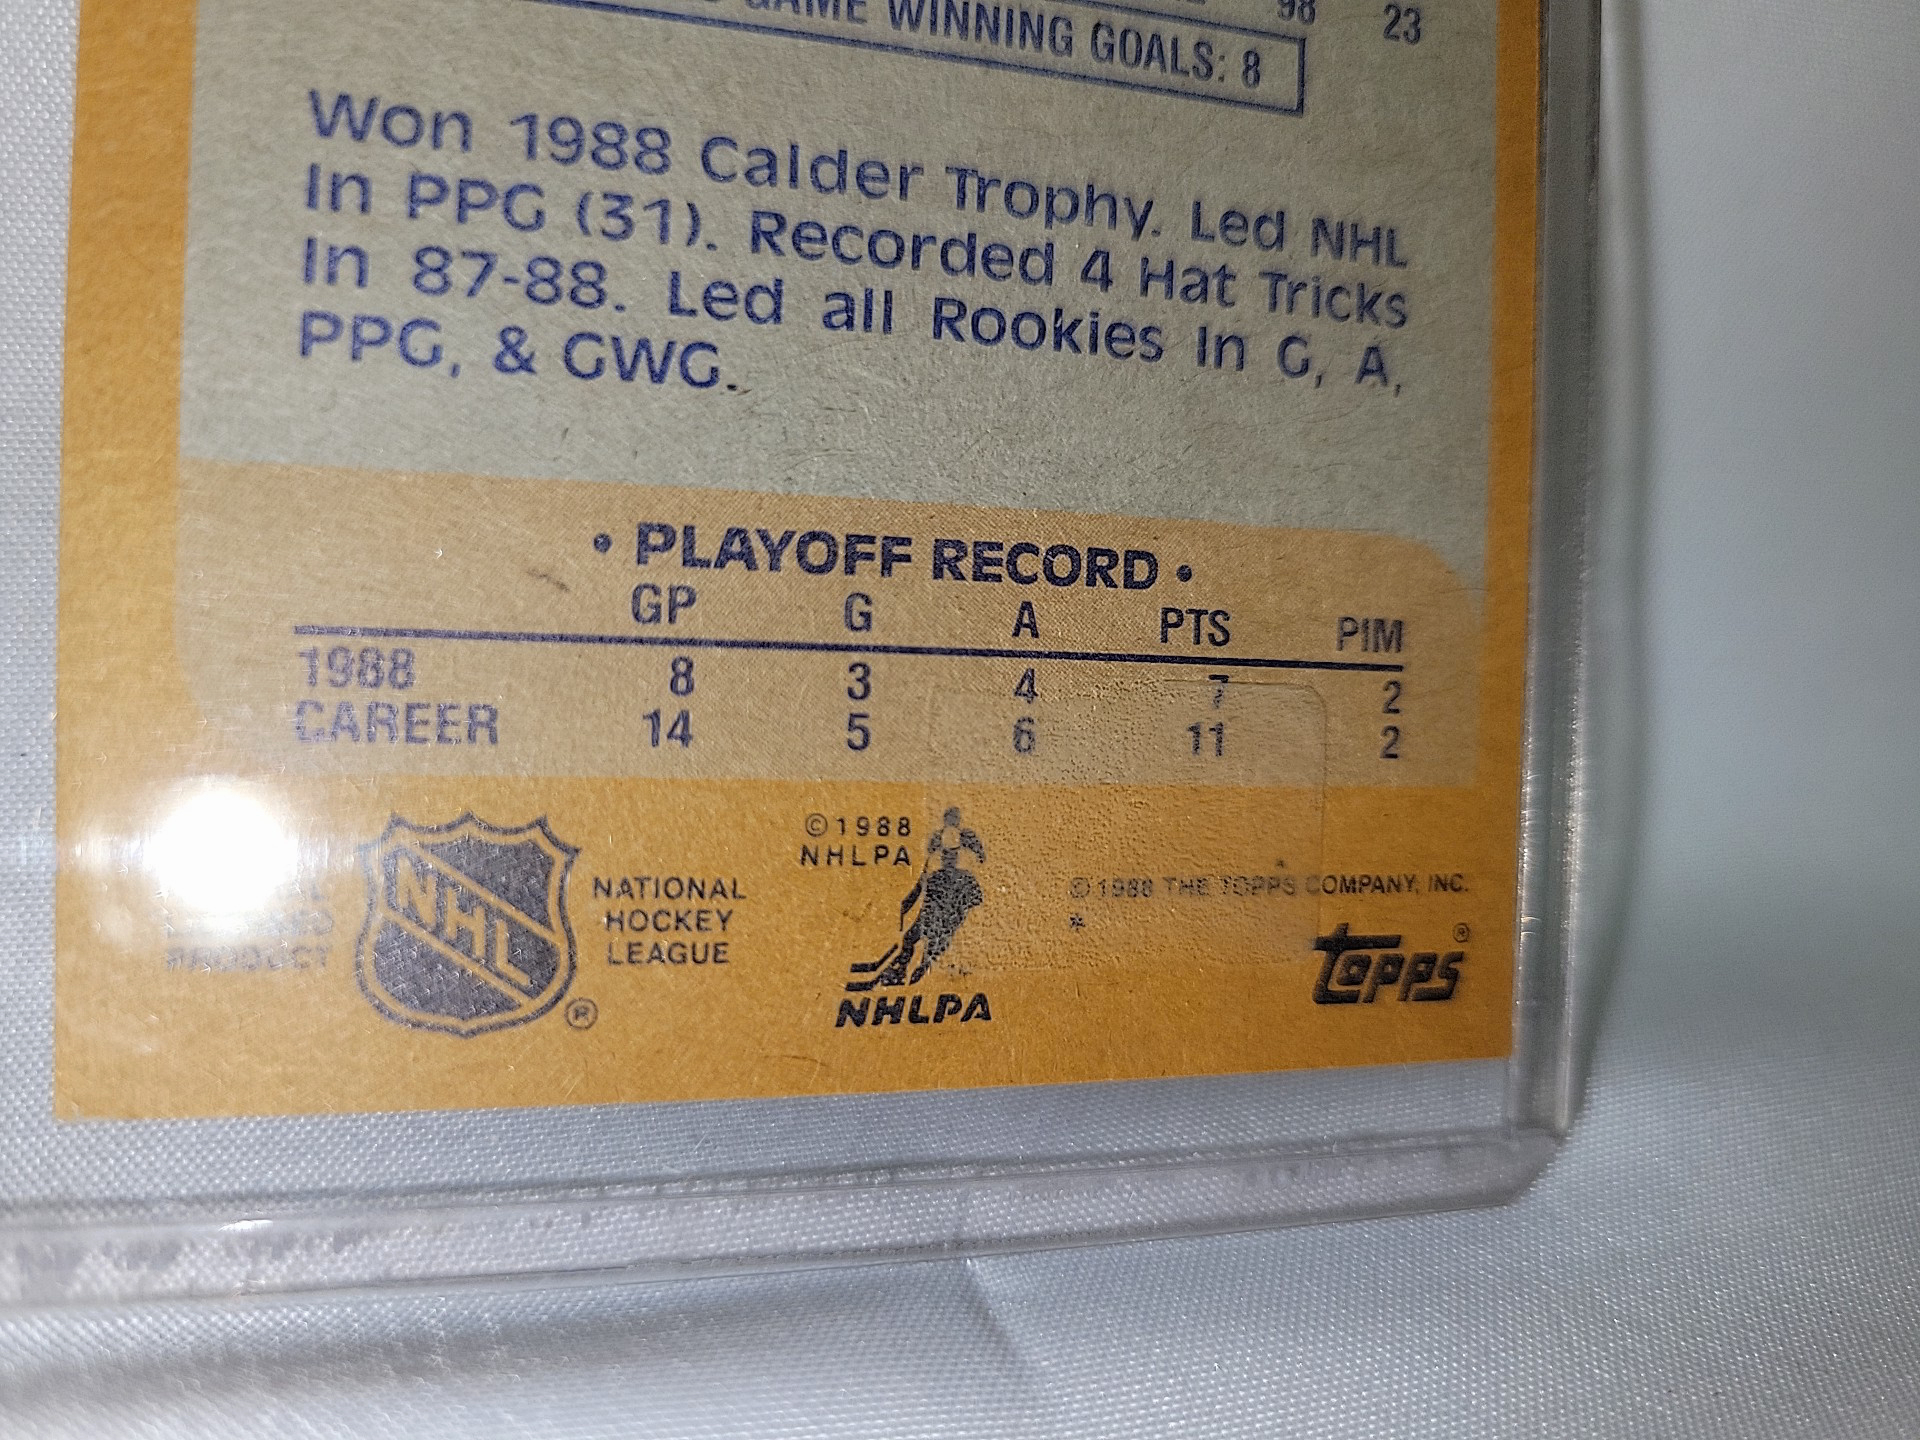 98 23
GAME WINNING GOALS: 8
Won 1988 Calder Trophy. Led NHL
In PPG (31). Recorded 4 Hat Tricks
In 87-88. Led all Rookies In G, A,
PPG, & GWG.
• PLAYOFF RECORD •
GP G A PTS PIM
1988 8 3 4 7 2
CAREER 14 5 6 11 2
PRODUCT
NHL
®
NATIONAL
HOCKEY
LEAGUE
©1988
NHLPA
NHLPA
© 1988 THE TOPPS COMPANY, INC.
*
topps®